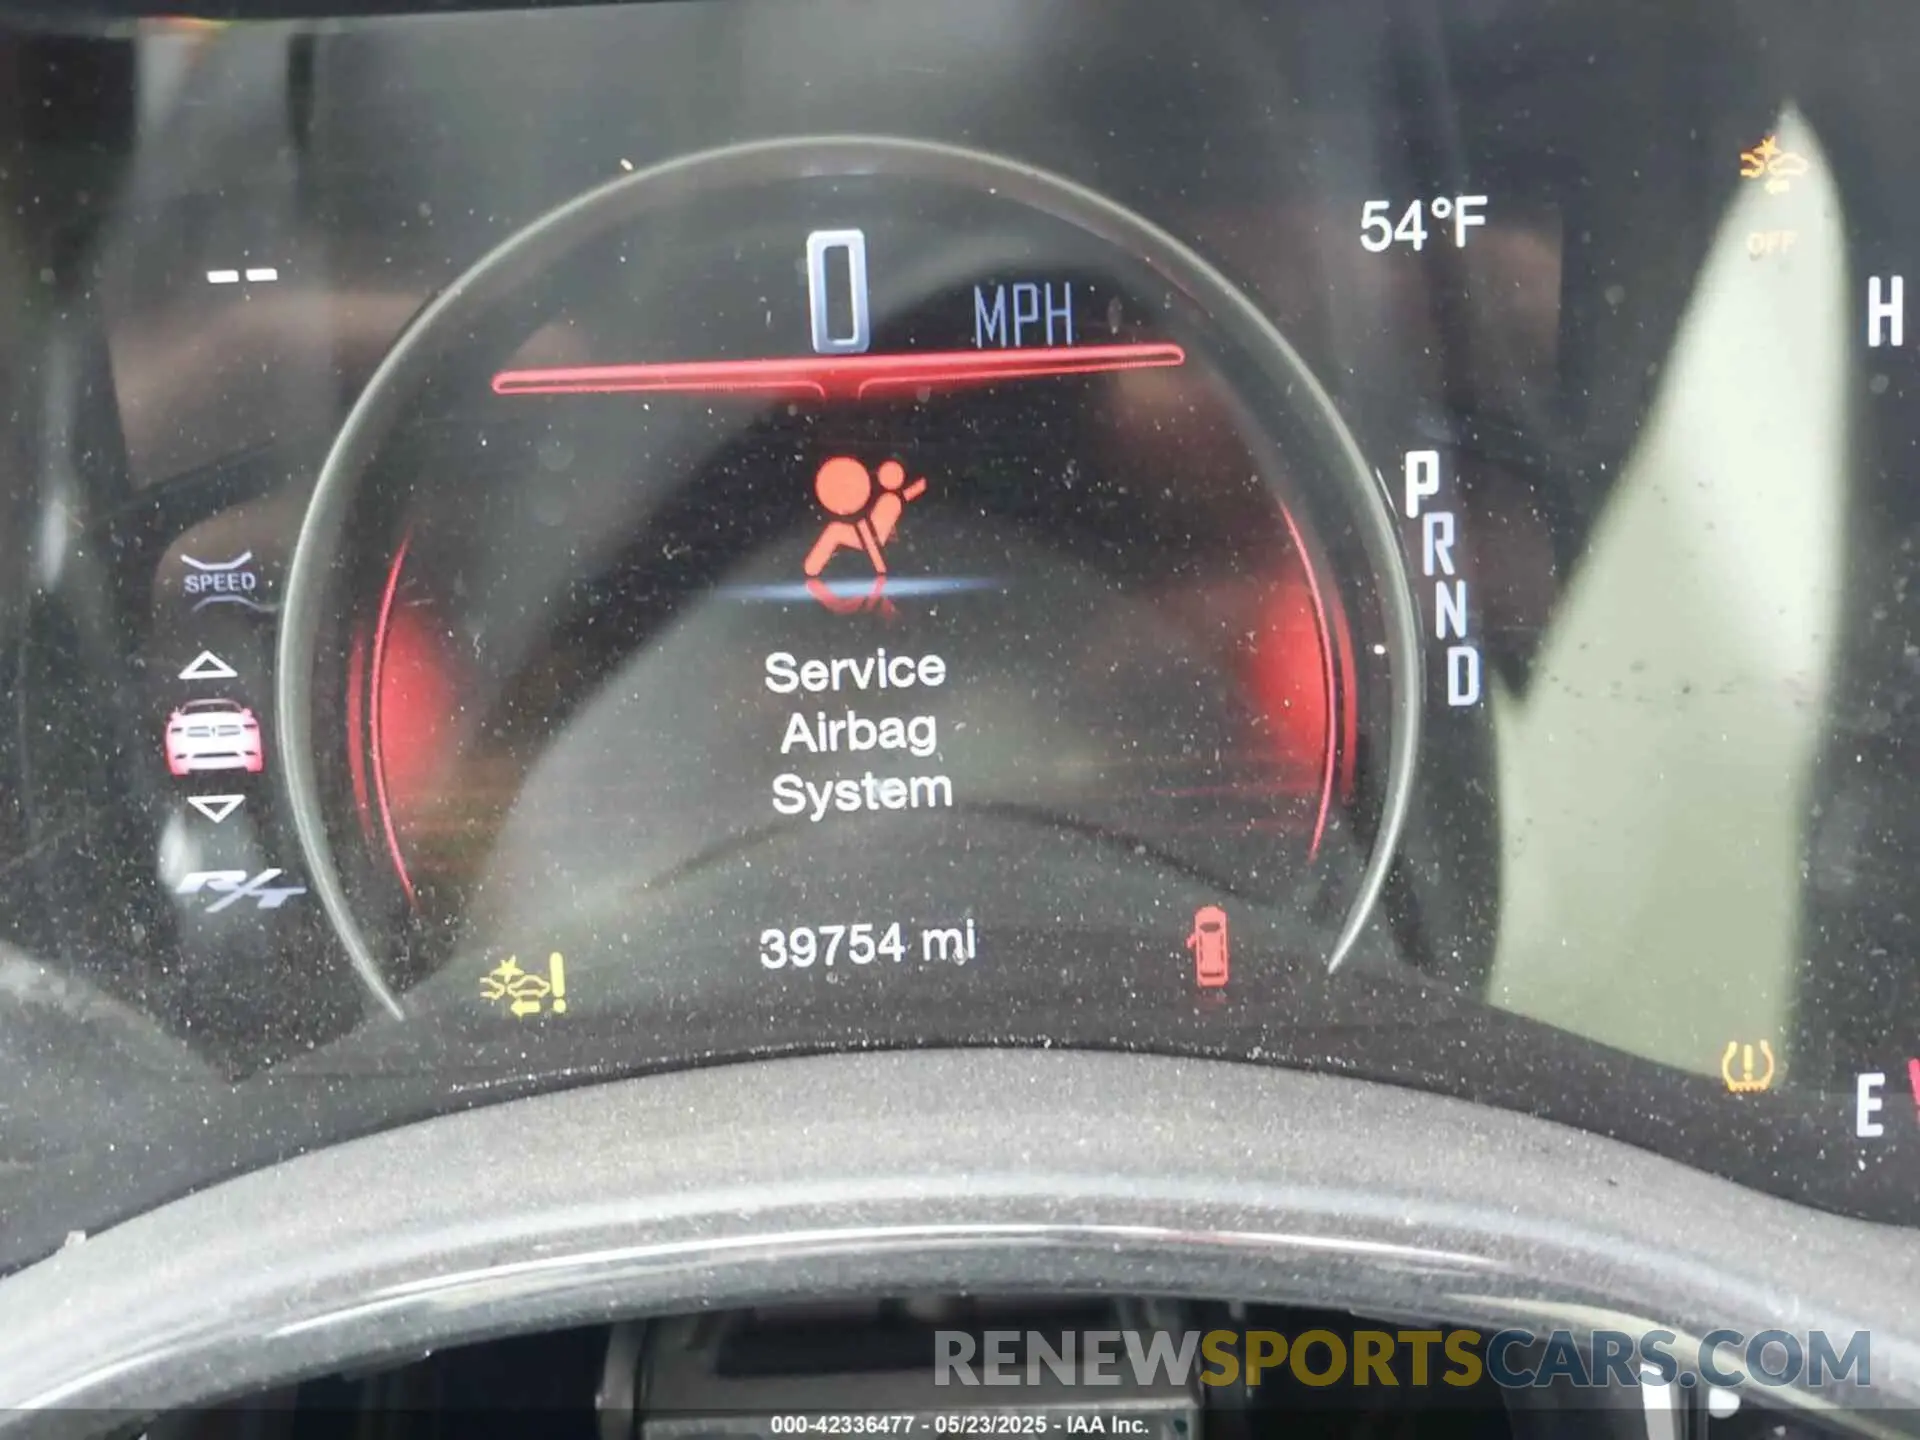 0 MPH
54°F
OFF
--
H
P
R
N
D
SPEED
Service
Airbag
System
R/T
39754 mi
E
RENEWSPORTSCARS.COM
000-42336477 - 05/23/2025 - IAA Inc.